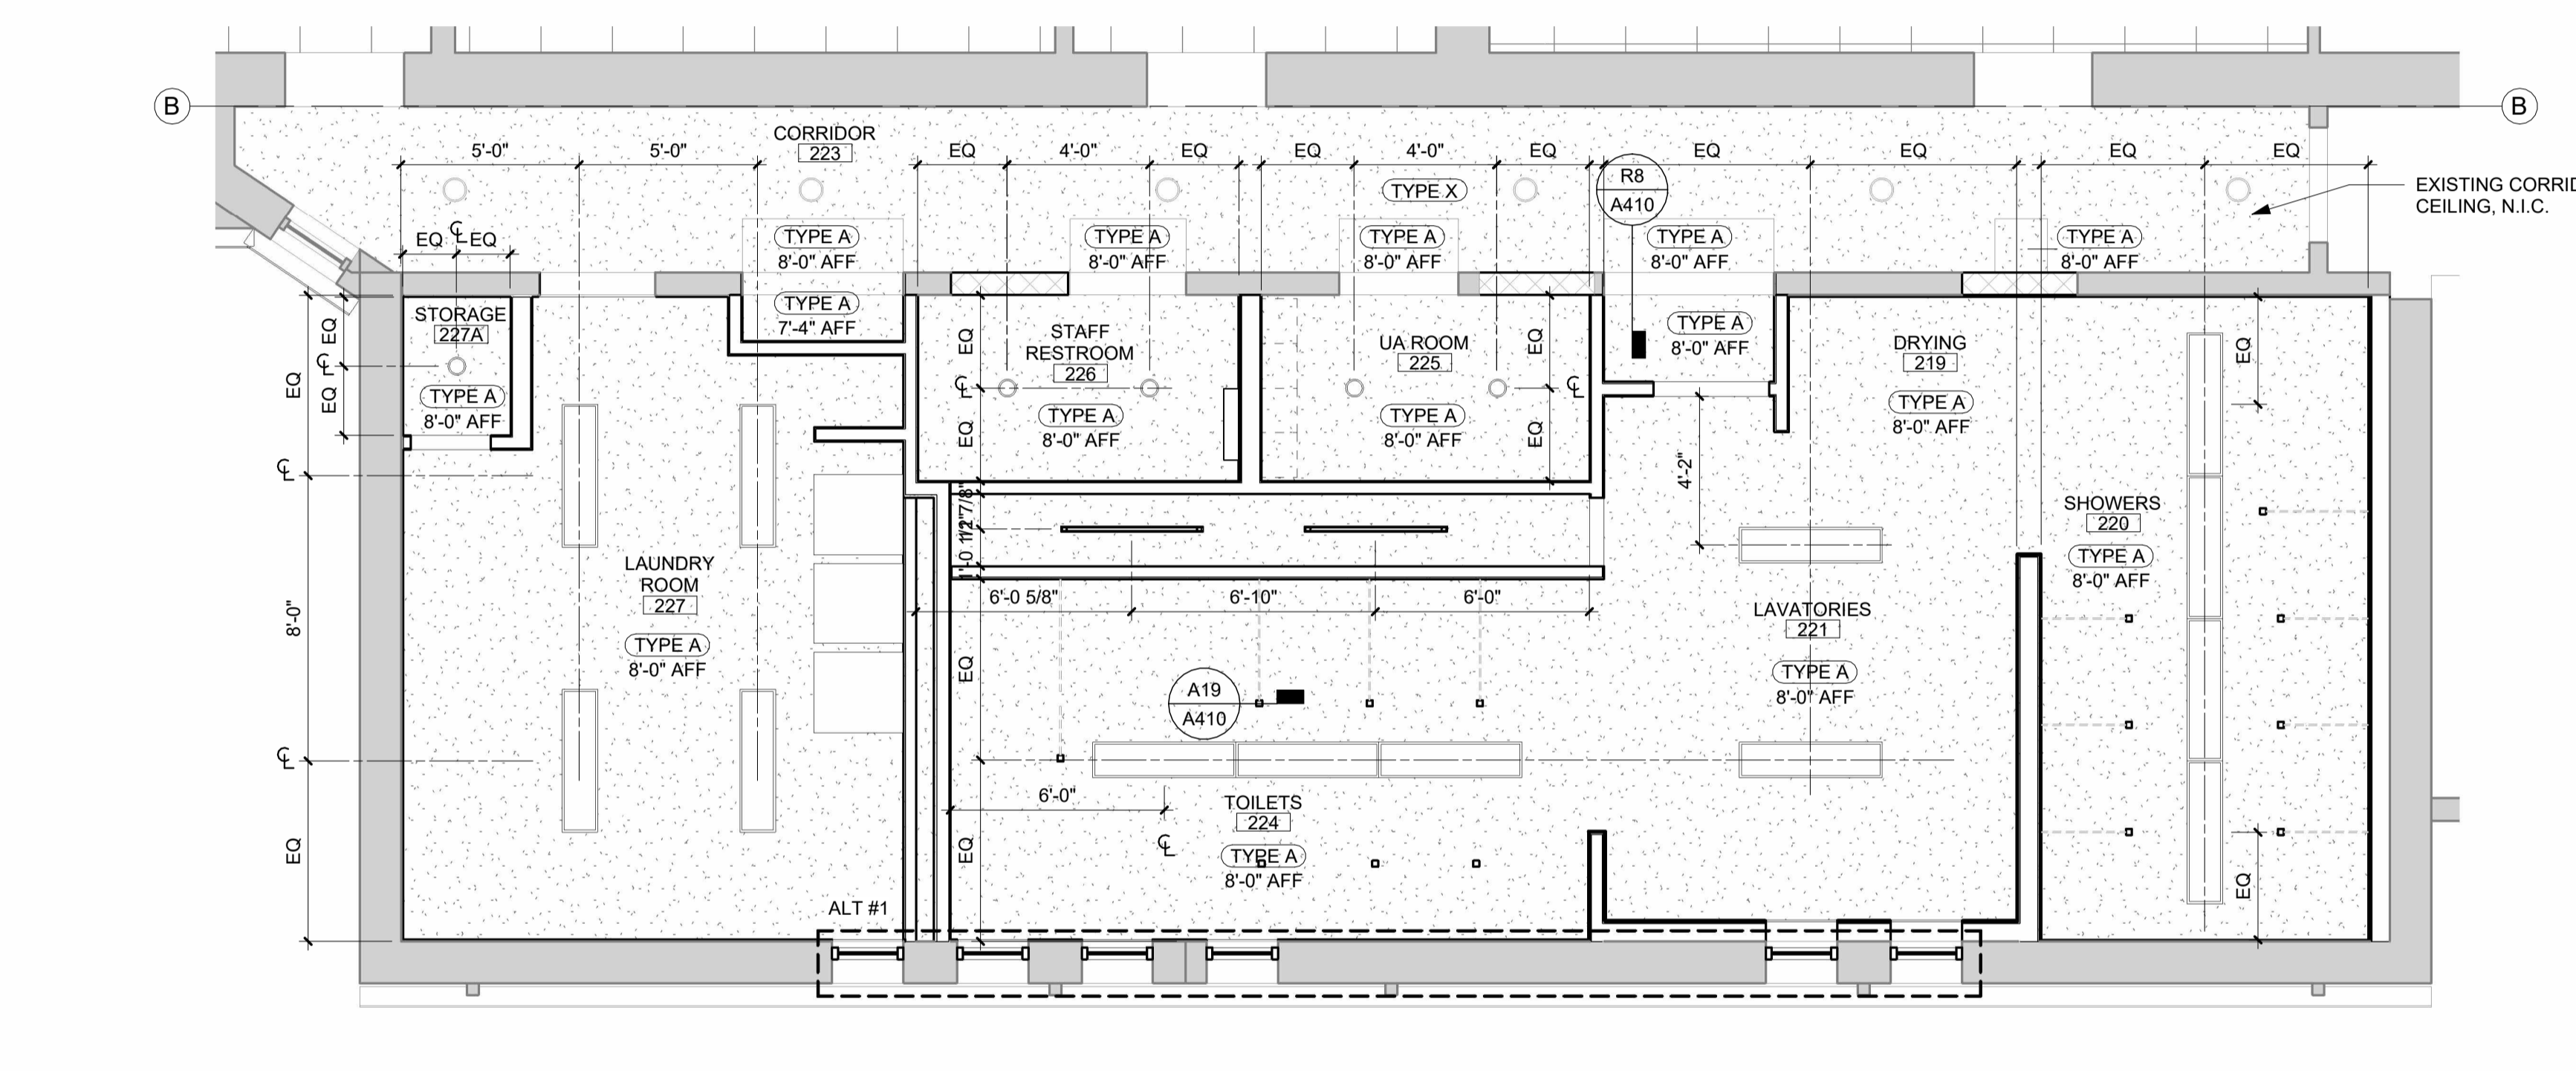 B
B
CORRIDOR
223
5'-0"
5'-0"
EQ
4'-0"
EQ
EQ
4'-0"
EQ
EQ
EQ
EQ
EQ
TYPE X
R8
A410
EXISTING CORRID
CEILING, N.I.C.
EQ
℄
EQ
TYPE A
8'-0" AFF
TYPE A
8'-0" AFF
TYPE A
8'-0" AFF
TYPE A
8'-0" AFF
TYPE A
8'-0" AFF
TYPE A
7'-4" AFF
STORAGE
227A
TYPE A
8'-0" AFF
EQ
℄
EQ
EQ
STAFF
RESTROOM
226
TYPE A
8'-0" AFF
EQ
℄
EQ
UA ROOM
225
TYPE A
8'-0" AFF
EQ
℄
EQ
TYPE A
8'-0" AFF
DRYING
219
TYPE A
8'-0" AFF
EQ
℄
4'-2"
SHOWERS
220
TYPE A
8'-0" AFF
LAUNDRY
ROOM
227
TYPE A
8'-0" AFF
8'-0"
1'-0 1/2"
7/8"
6'-0 5/8"
6'-10"
6'-0"
LAVATORIES
221
TYPE A
8'-0" AFF
EQ
A19
A410
℄
6'-0"
℄
TOILETS
224
TYPE A
8'-0" AFF
EQ
EQ
EQ
ALT #1